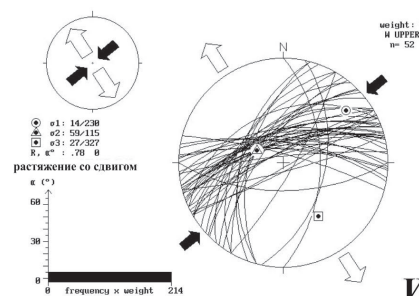 weight:
W UPPER
n= 52
N
σ1: 14/230
σ2: 59/115
σ3: 27/327
R, α°: .78 0
растяжение со сдвигом
α (°)
60
30
0
frequency x weight 214